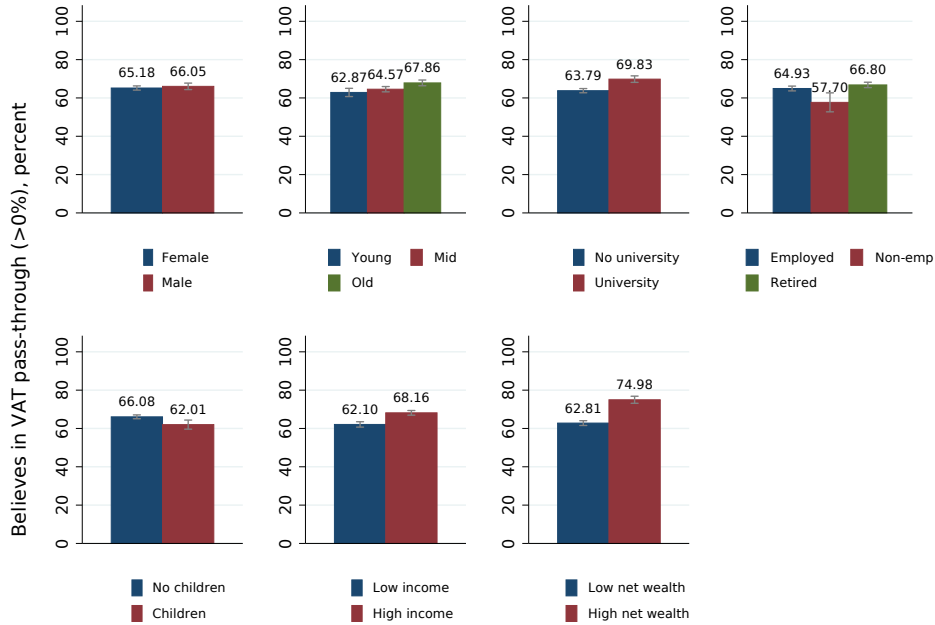 Believes in VAT pass-through (>0%), percent
100
80
60
40
20
0
65.18 66.05
Female
Male
100
80
60
40
20
0
62.87 64.57 67.86
Young Mid
Old
100
80
60
40
20
0
63.79 69.83
No university
University
100
80
60
40
20
0
64.93 57.70 66.80
Employed Non-emp
Retired
100
80
60
40
20
0
66.08 62.01
No children
Children
100
80
60
40
20
0
62.10 68.16
Low income
High income
100
80
60
40
20
0
62.81 74.98
Low net wealth
High net wealth